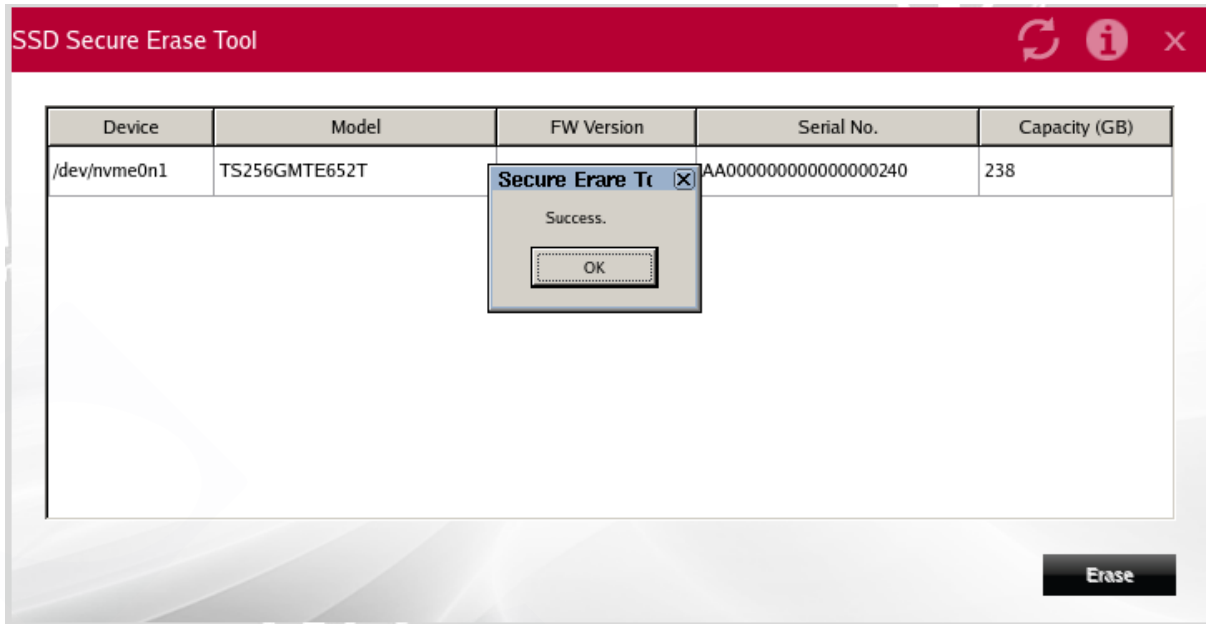 SSD Secure Erase Tool
Device Model FW Version Serial No. Capacity (GB)
/dev/nvme0n1 TS256GMTE652T AA000000000000000240 238
Secure Erare To
Success.
OK
Erase